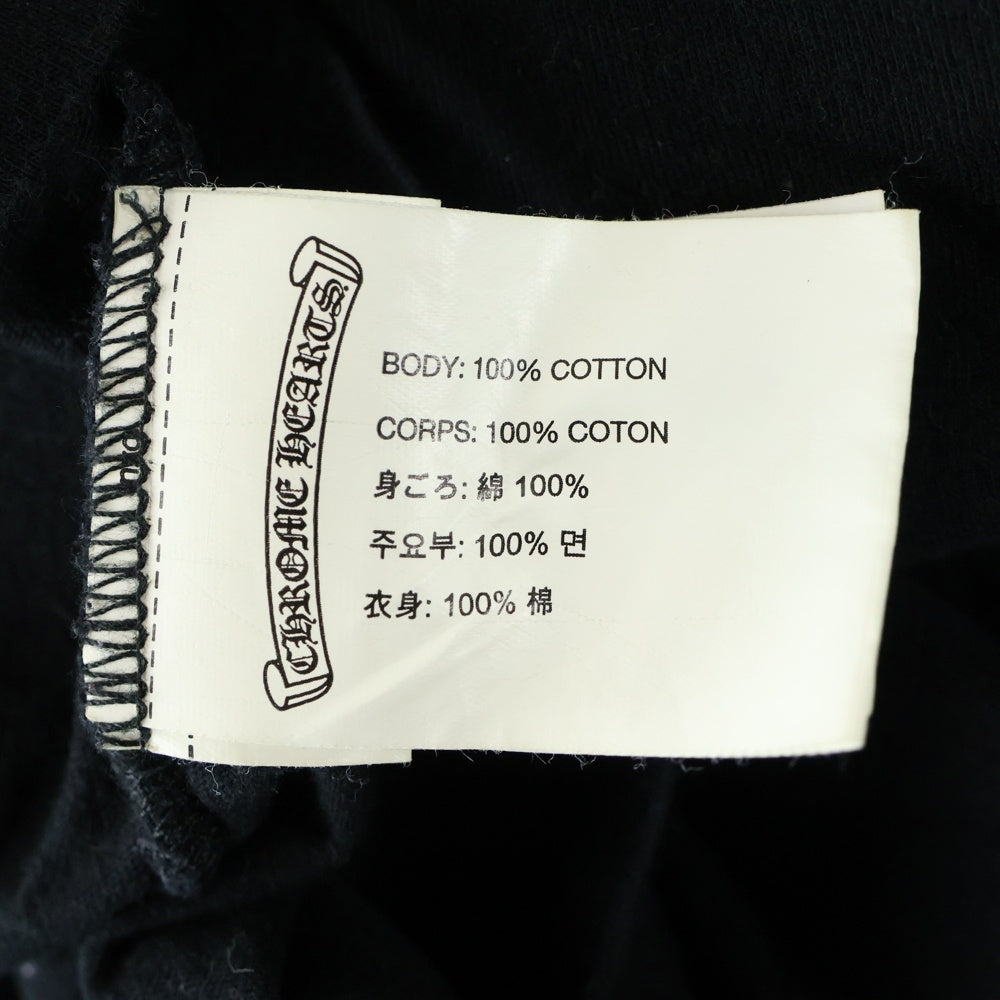 CHROME HEARTS
BODY: 100% COTTON
CORPS: 100% COTON
身ごろ: 綿 100%
주요부: 100% 면
衣身: 100% 棉